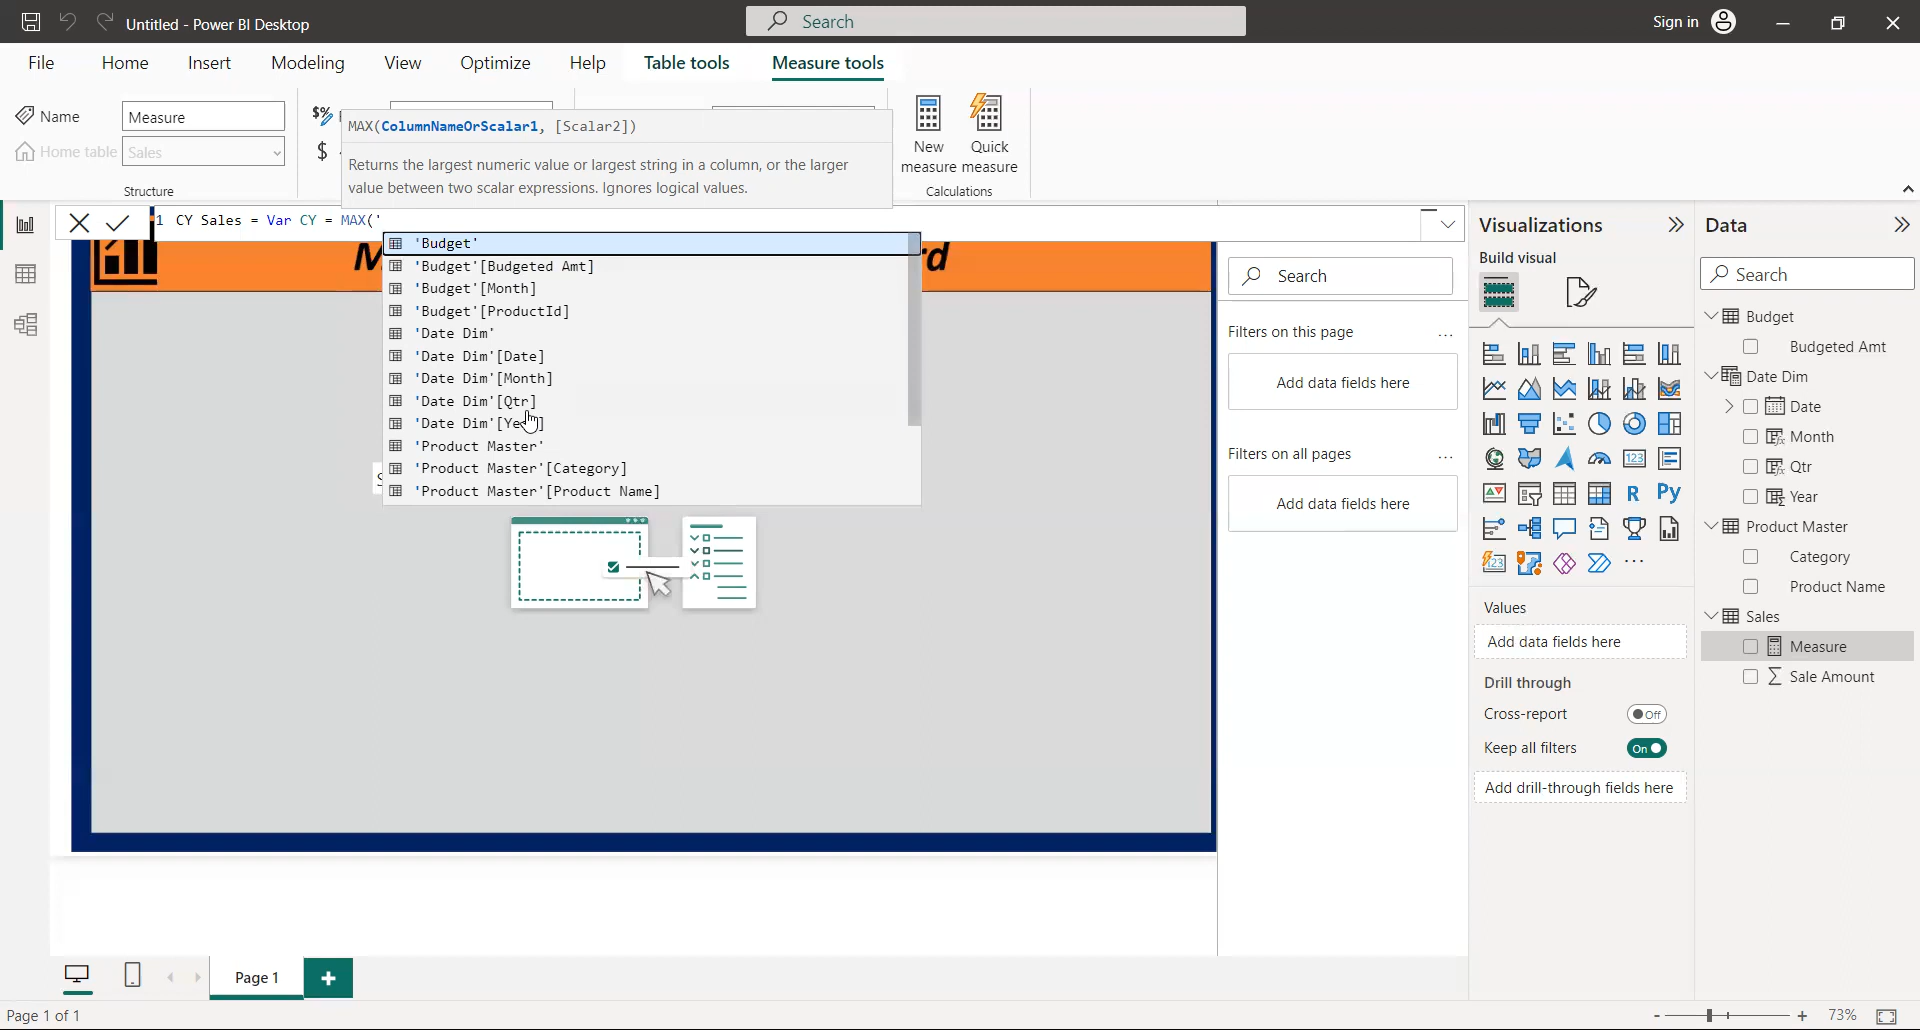 Untitled - Power BI Desktop
Search
Sign in
File
Home
Insert
Modeling
View
Optimize
Help
Table tools
Measure tools
Name
Measure
Home table
Sales
Structure
$%
$
MAX(ColumnNameOrScalar1, [Scalar2])
Returns the largest numeric value or largest string in a column, or the larger
value between two scalar expressions. Ignores logical values.
New
measure
Quick
measure
Calculations
1 CY Sales = Var CY = MAX('
'Budget'
'Budget'[Budgeted Amt]
'Budget'[Month]
'Budget'[ProductId]
'Date Dim'
'Date Dim'[Date]
'Date Dim'[Month]
'Date Dim'[Qtr]
'Date Dim'
'Product Master'
'Product Master'[Category]
'Product Master'[Product Name]
Search
Filters on this page
...
Add data fields here
Filters on all pages
...
Add data fields here
Visualizations
Build visual
123
R
Py
123
...
Values
Add data fields here
Drill through
Cross-report
Off
Keep all filters
On
Add drill-through fields here
Data
Search
Budget
Budgeted Amt
Date Dim
Date
Month
Qtr
Year
Product Master
Category
Product Name
Sales
Measure
Sale Amount
Page 1
+
Page 1 of 1
- + 73%